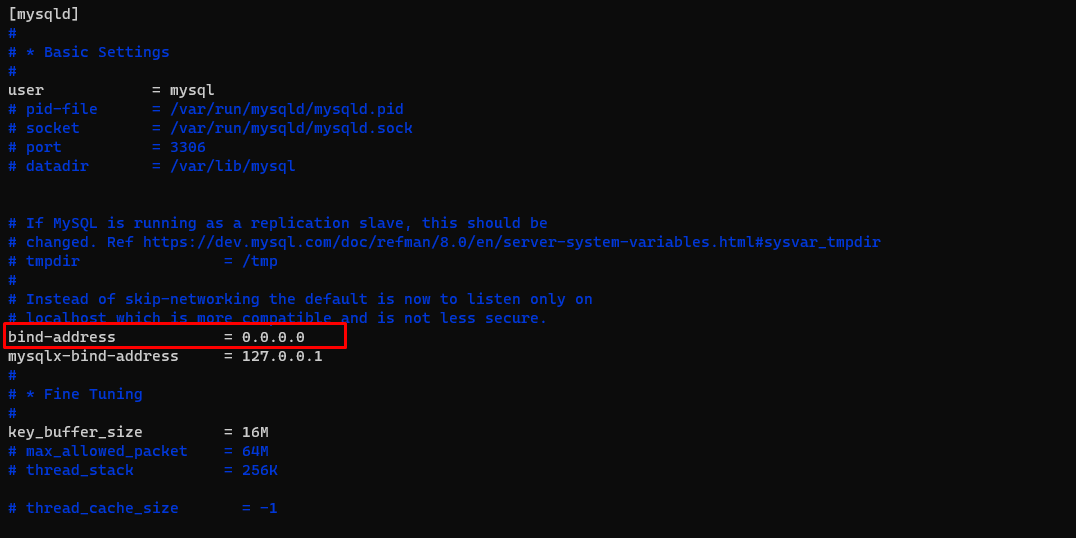 [mysqld]
#
# * Basic Settings
#
user            = mysql
# pid-file      = /var/run/mysqld/mysqld.pid
# socket        = /var/run/mysqld/mysqld.sock
# port          = 3306
# datadir       = /var/lib/mysql


# If MySQL is running as a replication slave, this should be
# changed. Ref https://dev.mysql.com/doc/refman/8.0/en/server-system-variables.html#sysvar_tmpdir
# tmpdir                = /tmp
#
# Instead of skip-networking the default is now to listen only on
# localhost which is more compatible and is not less secure.
bind-address            = 0.0.0.0
mysqlx-bind-address     = 127.0.0.1
#
# * Fine Tuning
#
key_buffer_size         = 16M
# max_allowed_packet    = 64M
# thread_stack          = 256K

# thread_cache_size       = -1